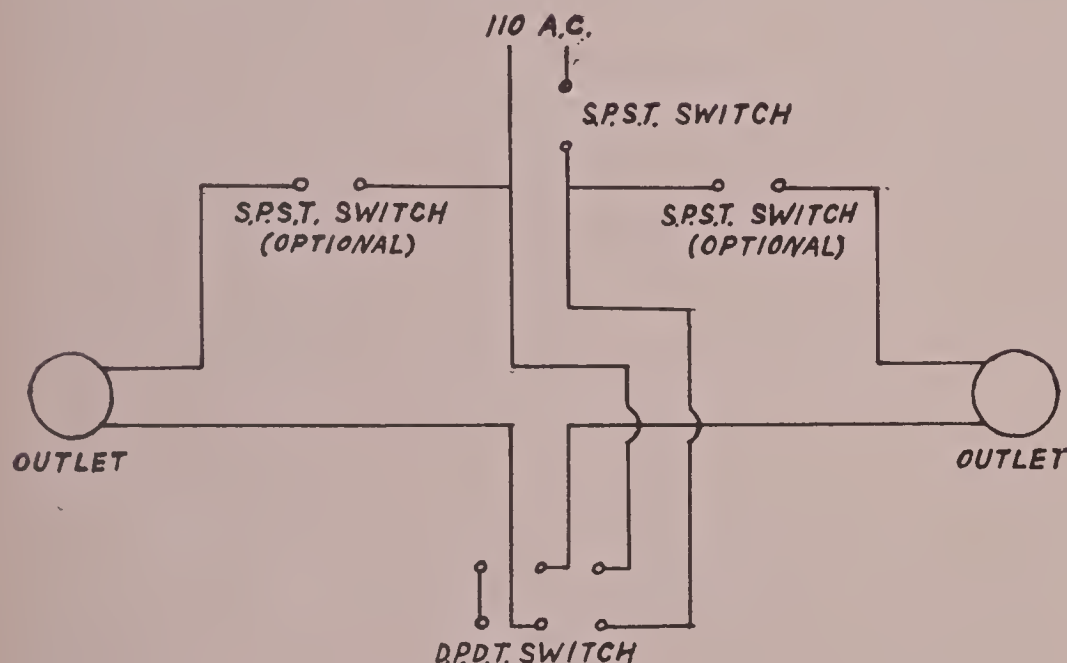 110 A.C.
S.P.S.T. SWITCH
S.P.S.T. SWITCH
(OPTIONAL)
S.P.S.T. SWITCH
(OPTIONAL)
OUTLET
OUTLET
D.P.D.T. SWITCH